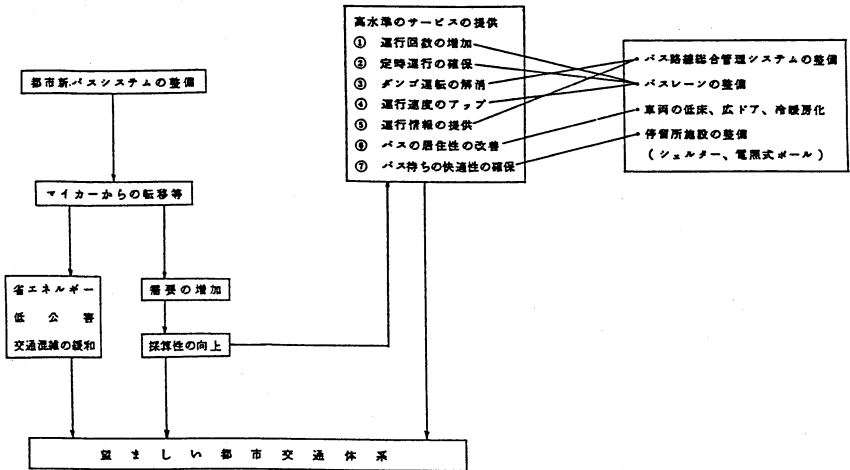 高水準のサービスの提供
① 運行回数の増加
② 定時運行の確保
③ ダンゴ運転の解消
④ 運行速度のアップ
⑤ 運行情報の提供
⑥ バスの居住性の改善
⑦ バス待ちの快適性の確保
・バス路線総合管理システムの整備
・バスレーンの整備
・車両の低床、広ドア、冷暖房化
・停留所施設の整備
(シェルター、電照式ポール)
都市新バスシステムの整備
マイカーからの転移等
省エネルギー
低公害
交通混雑の緩和
需要の増加
採算性の向上
望ましい都市交通体系